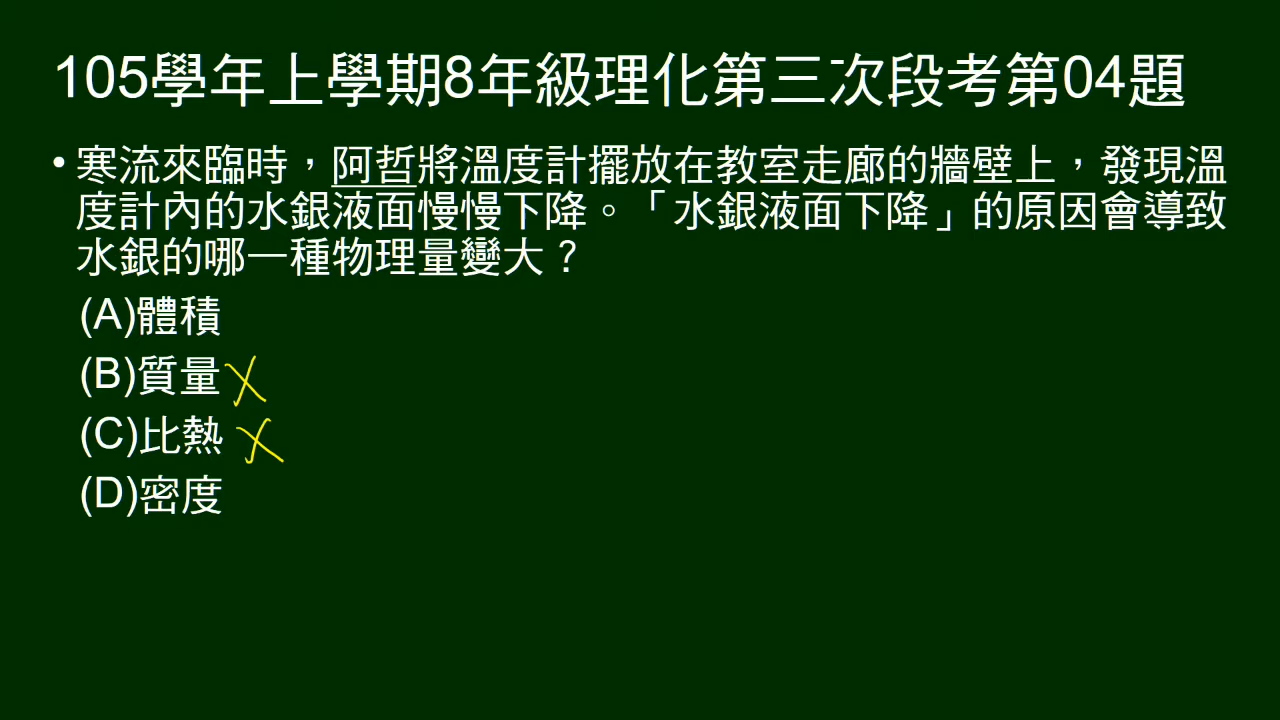 105學年上學期8年級理化第三次段考第04題
•寒流來臨時，阿哲將溫度計擺放在教室走廊的牆壁上，發現溫
度計內的水銀液面慢慢下降。「水銀液面下降」的原因會導致
水銀的哪一種物理量變大？
(A)體積
(B)質量X
(C)比熱 X
(D)密度